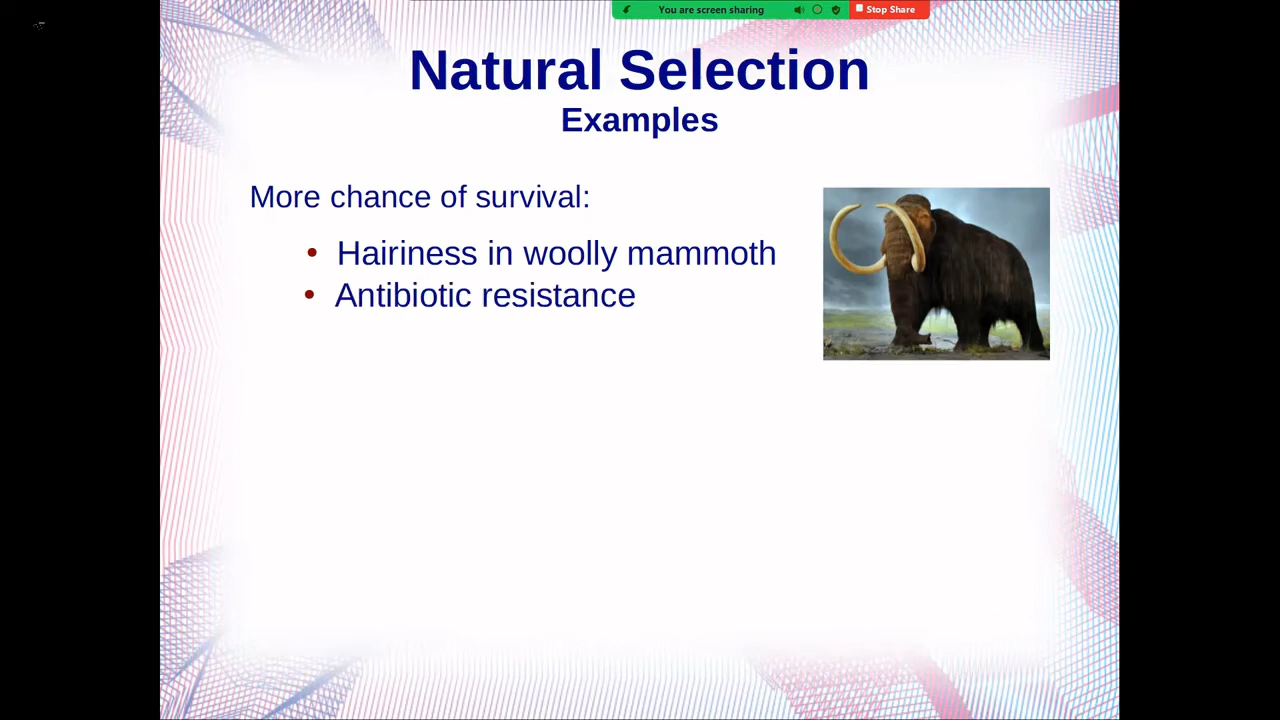 You are screen sharing
Stop Share
Natural Selection
Examples
More chance of survival:
• Hairiness in woolly mammoth
• Antibiotic resistance